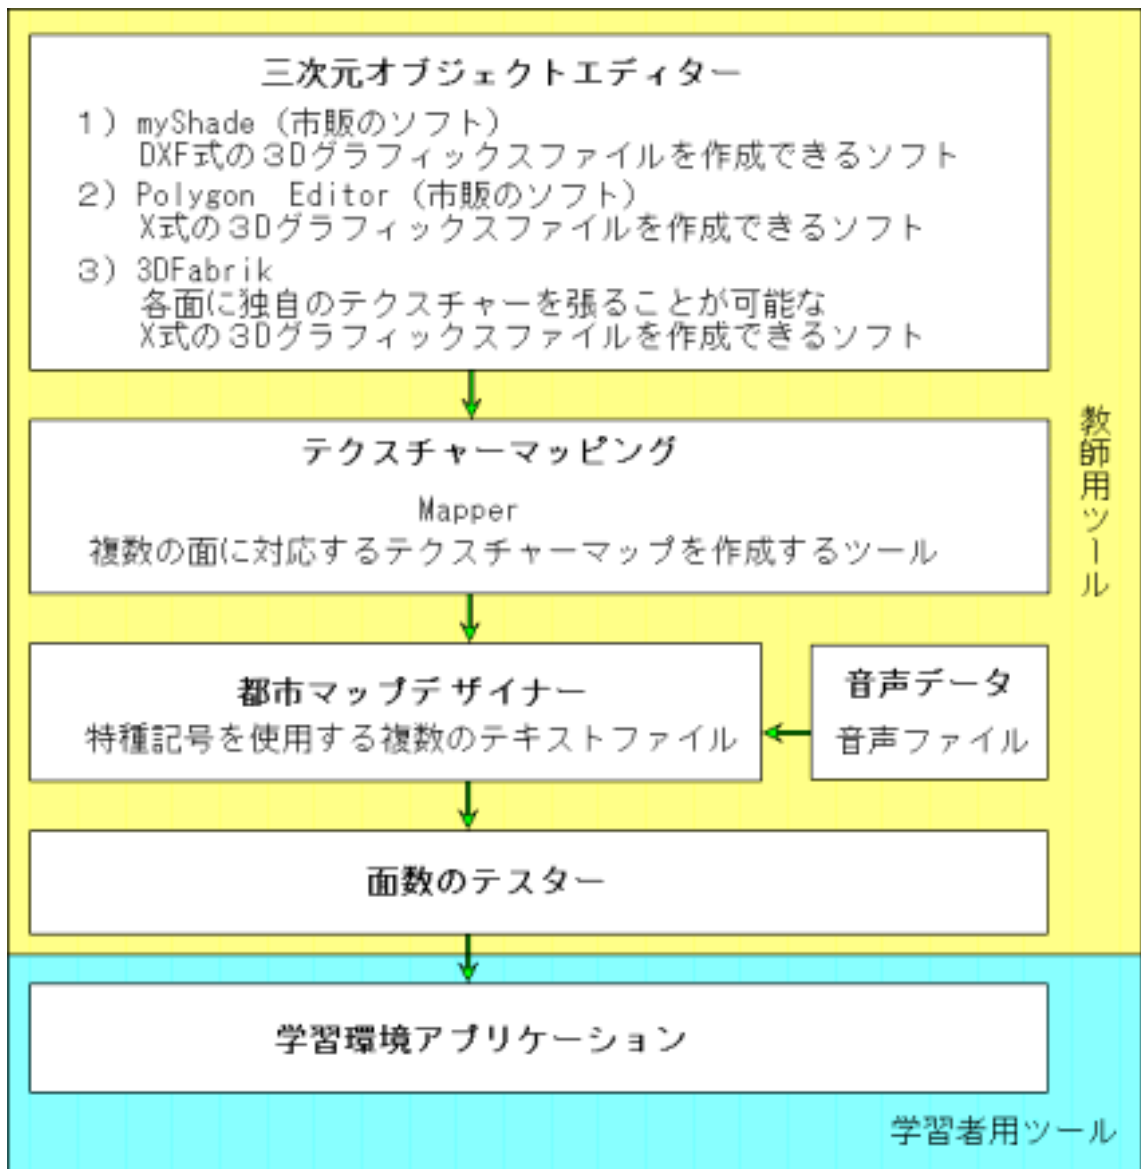 三次元オブジェクトエディター
1) myShade (市販のソフト)
DXF式の3Dグラフィックスファイルを作成できるソフト
2) Polygon Editor (市販のソフト)
X式の3Dグラフィックスファイルを作成できるソフト
3) 3DFabrik
各面に独自のテクスチャーを張ることが可能な
X式の3Dグラフィックスファイルを作成できるソフト
テクスチャーマッピング
Mapper
複数の面に対応するテクスチャーマップを作成するツール
教師用ツール
都市マップデザイナー
特種記号を使用する複数のテキストファイル
音声データ
音声ファイル
面数のテスター
学習環境アプリケーション
学習者用ツール